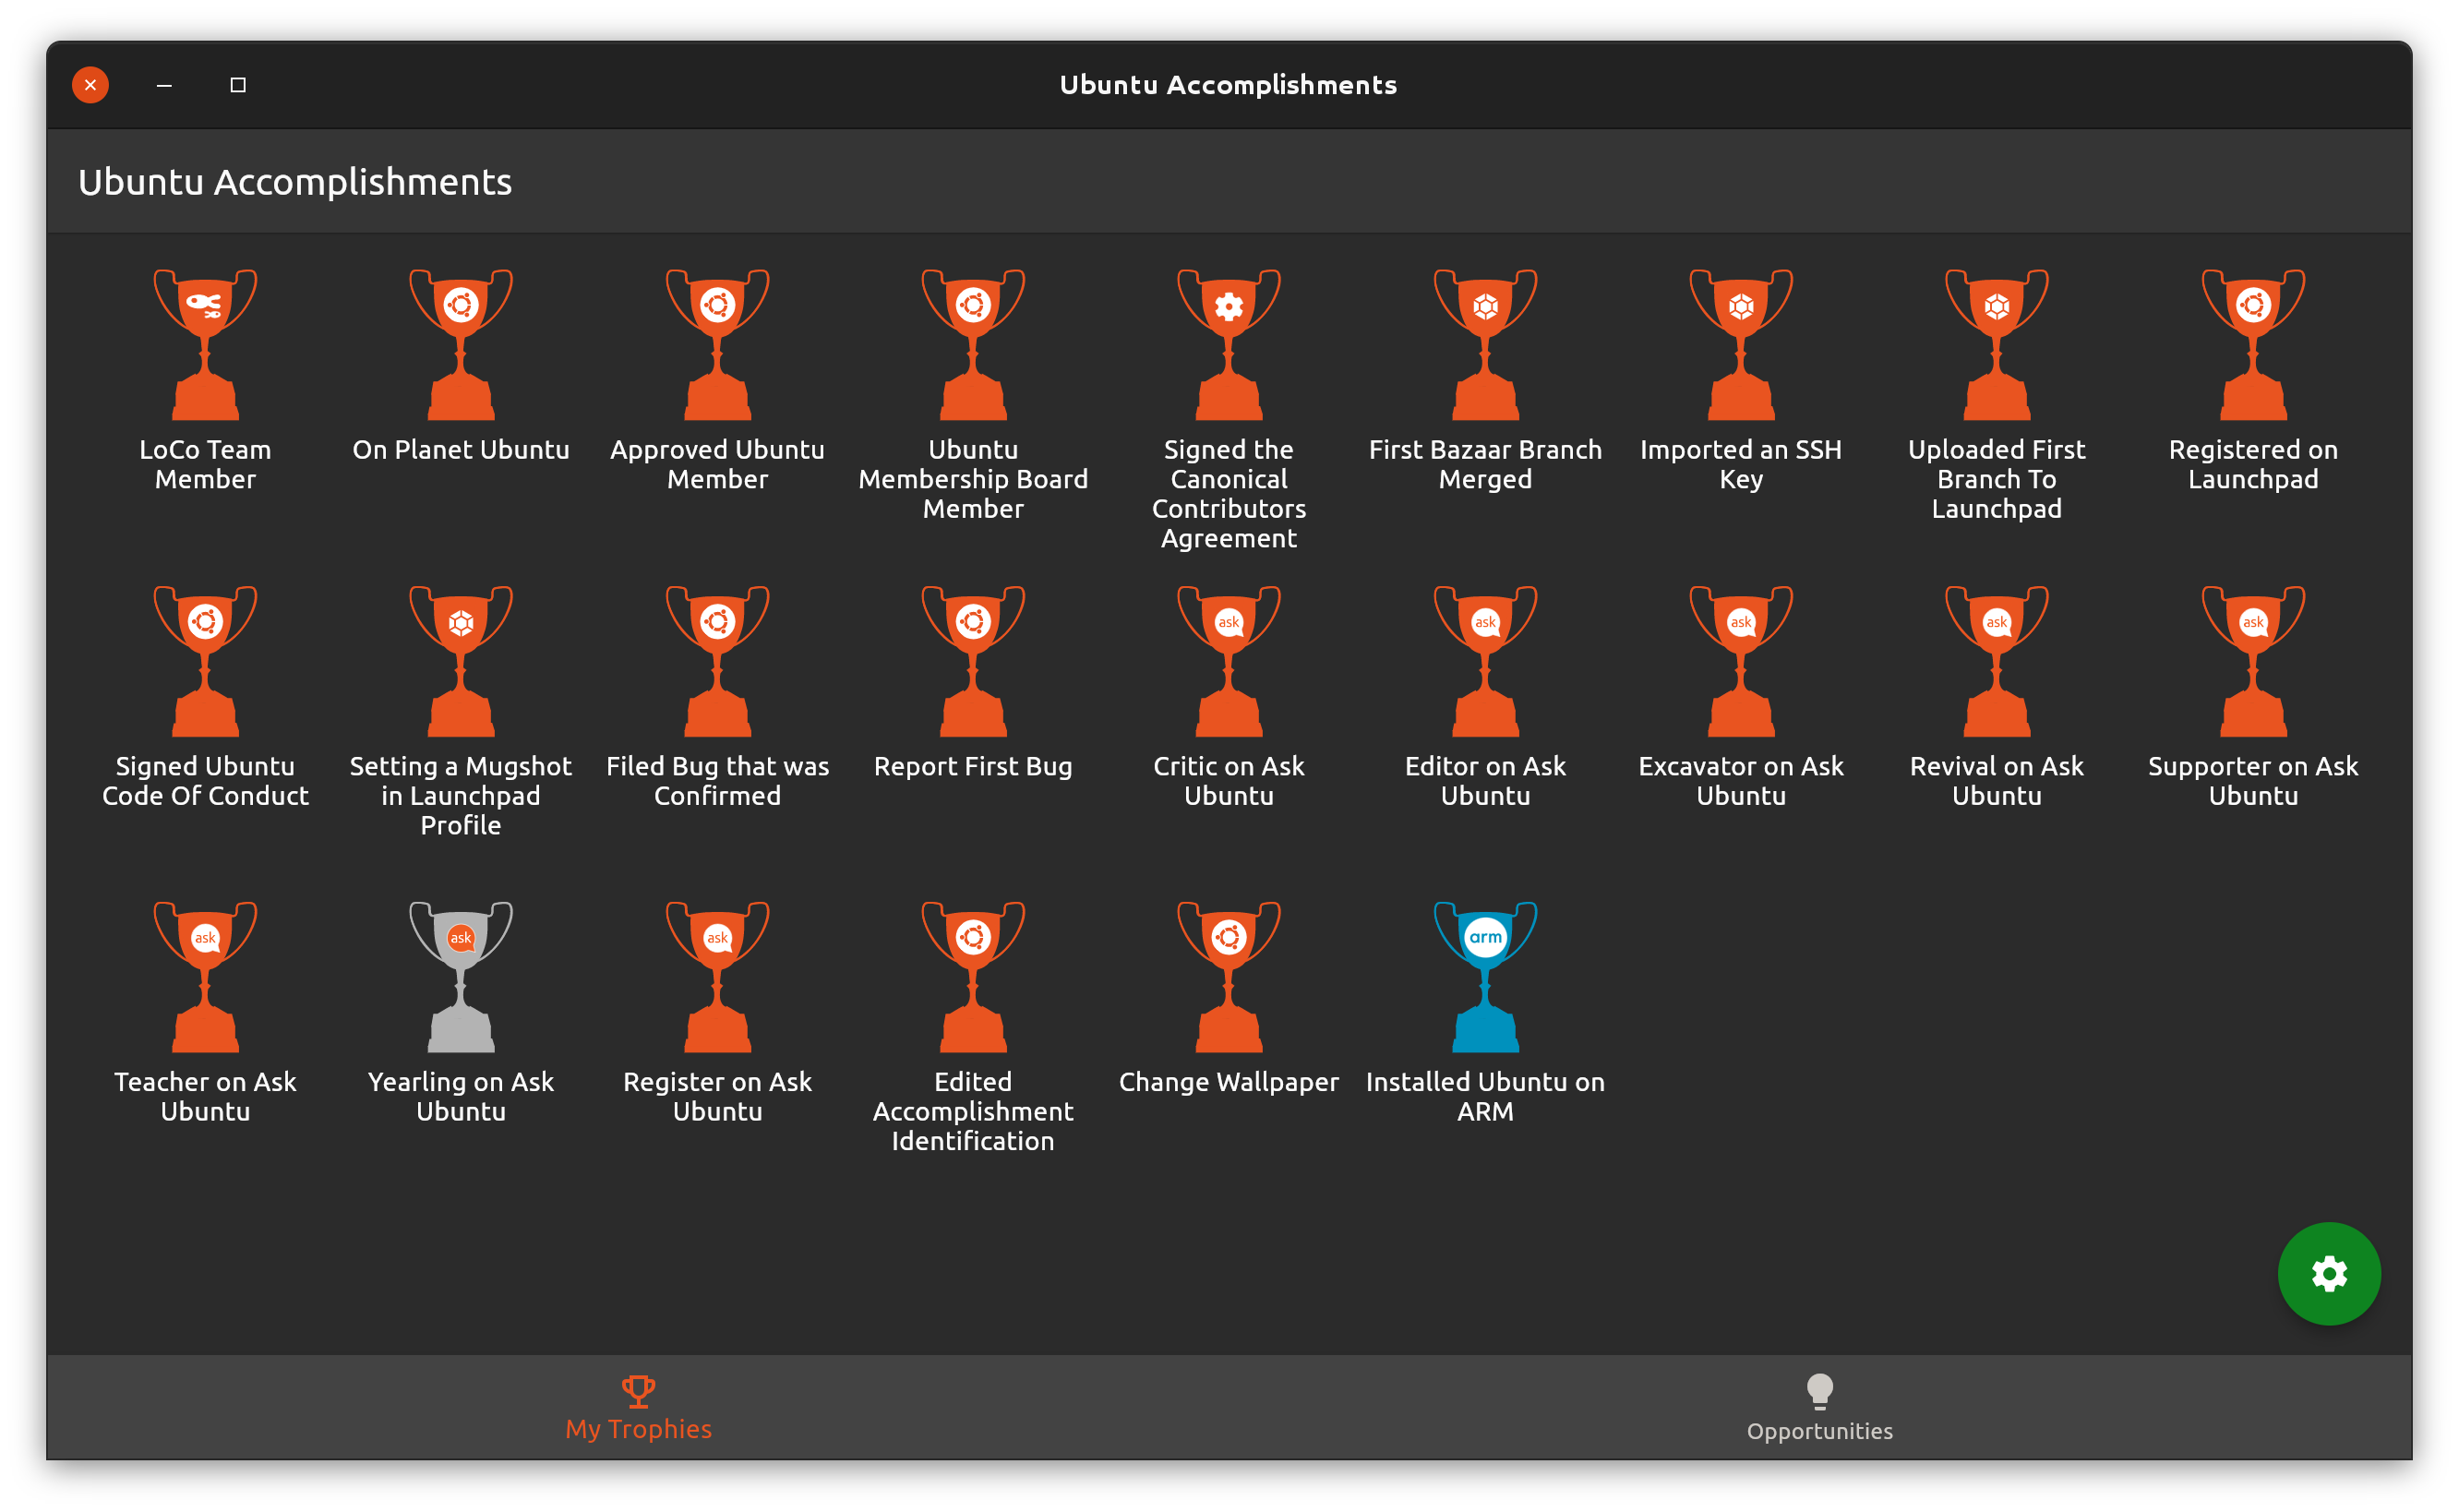 Ubuntu Accomplishments
Ubuntu Accomplishments
LoCo Team
Member
On Planet Ubuntu
Approved Ubuntu
Member
Ubuntu
Membership Board
Member
Signed the
Canonical
Contributors
Agreement
First Bazaar Branch
Merged
Imported an SSH
Key
Uploaded First
Branch To
Launchpad
Registered on
Launchpad
Signed Ubuntu
Code Of Conduct
Setting a Mugshot
in Launchpad
Profile
Filed Bug that was
Confirmed
Report First Bug
ask
Critic on Ask
Ubuntu
ask
Editor on Ask
Ubuntu
ask
Excavator on Ask
Ubuntu
ask
Revival on Ask
Ubuntu
ask
Supporter on Ask
Ubuntu
ask
Teacher on Ask
Ubuntu
ask
Yearling on Ask
Ubuntu
ask
Register on Ask
Ubuntu
Edited
Accomplishment
Identification
Change Wallpaper
arm
Installed Ubuntu on
ARM
My Trophies
Opportunities